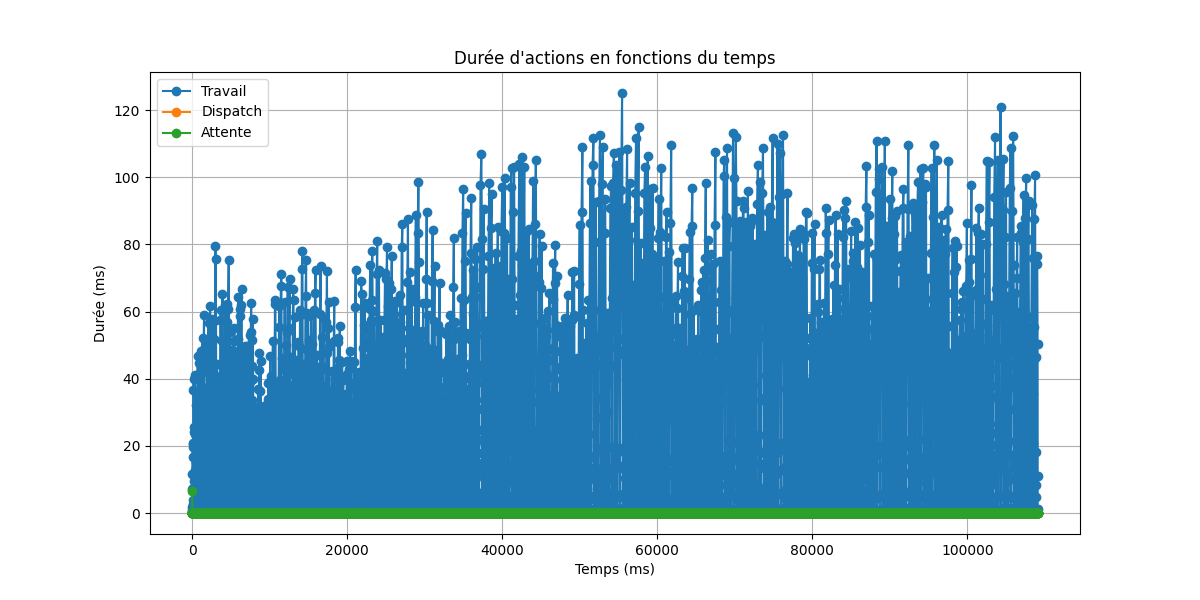 Durée d'actions en fonctions du temps
Travail
Dispatch
Attente
Durée (ms)
120
100
80
60
40
20
0
0
20000
40000
60000
80000
100000
Temps (ms)